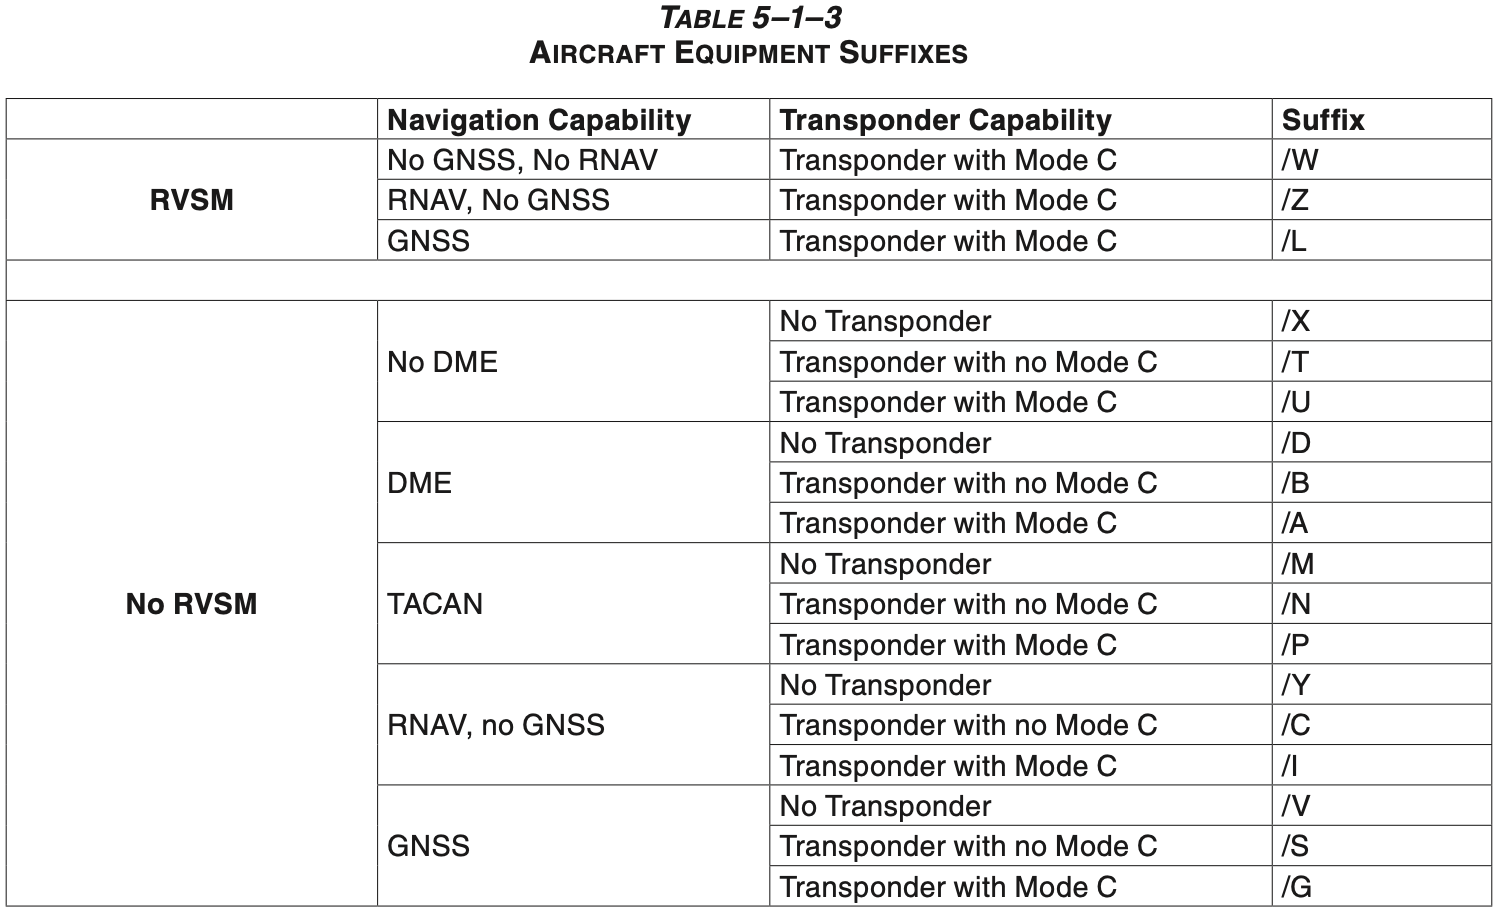 TABLE 5–1–3
AIRCRAFT EQUIPMENT SUFFIXES
Navigation Capability Transponder Capability Suffix
RVSM
No GNSS, No RNAV Transponder with Mode C /W
RNAV, No GNSS Transponder with Mode C /Z
GNSS Transponder with Mode C /L
No RVSM
No DME
No Transponder /X
Transponder with no Mode C /T
Transponder with Mode C /U
DME
No Transponder /D
Transponder with no Mode C /B
Transponder with Mode C /A
TACAN
No Transponder /M
Transponder with no Mode C /N
Transponder with Mode C /P
RNAV, no GNSS
No Transponder /Y
Transponder with no Mode C /C
Transponder with Mode C /I
GNSS
No Transponder /V
Transponder with no Mode C /S
Transponder with Mode C /G